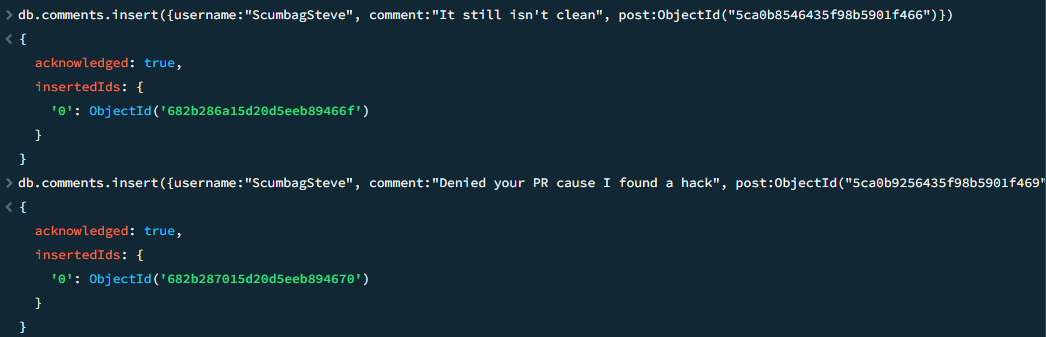 > db.comments.insert({username:"ScumbagSteve", comment:"It still isn't clean", post:ObjectId("5ca0b8546435f98b5901f466")})
< {
acknowledged: true,
insertedIds: {
'0': ObjectId('682b286a15d20d5eeb89466f')
}
}
> db.comments.insert({username:"ScumbagSteve", comment:"Denied your PR cause I found a hack", post:ObjectId("5ca0b9256435f98b5901f469"
< {
acknowledged: true,
insertedIds: {
'0': ObjectId('682b287015d20d5eeb894670')
}
}